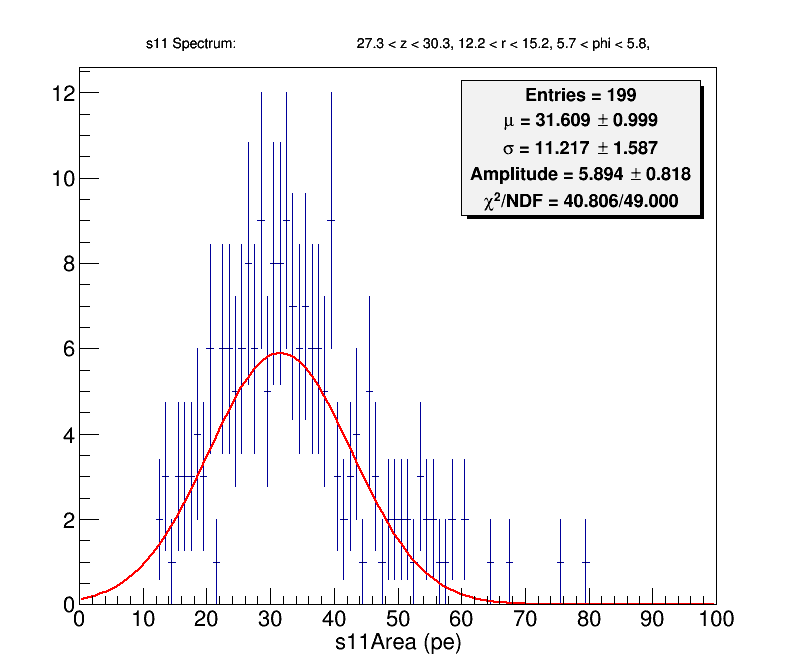 s11 Spectrum: 27.3 < z < 30.3, 12.2 < r < 15.2, 5.7 < phi < 5.8,
Entries = 199
μ = 31.609 ± 0.999
σ = 11.217 ± 1.587
Amplitude = 5.894 ± 0.818
χ²/NDF = 40.806/49.000
12
10
8
6
4
2
0
0 10 20 30 40 50 60 70 80 90 100
s11Area (pe)